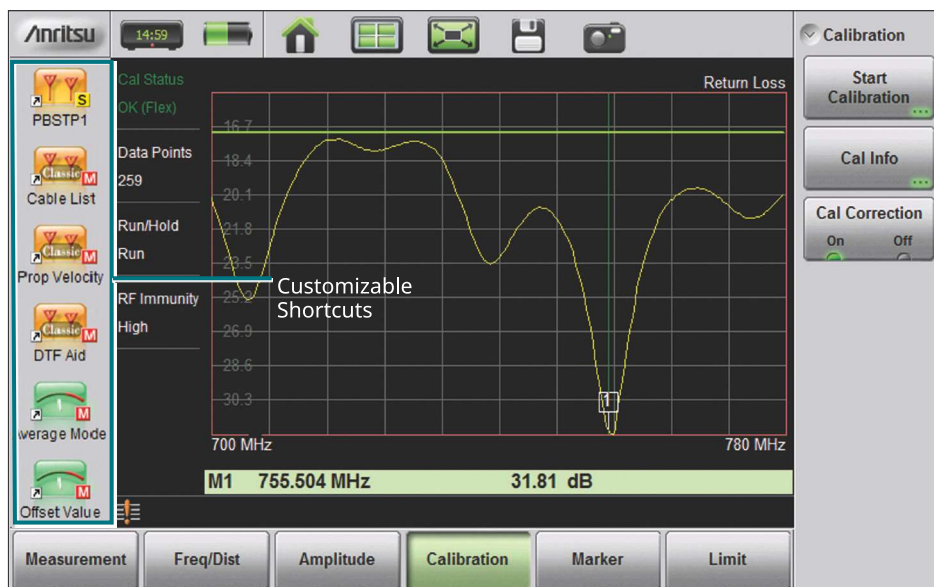 /Inritsu
14:59
Calibration
PBSTP1
Classic
Cable List
Classic
Prop Velocity
Classic
DTF Aid
Average Mode
Offset Value
S
M
M
M
M
M
Cal Status
OK (Flex)
Data Points
259
Run/Hold
Run
RF Immunity
High
Return Loss
16.7
18.4
20.1
21.8
23.5
25.2
26.9
28.6
30.3
Customizable
Shortcuts
1
700 MHz
780 MHz
M1 755.504 MHz 31.81 dB
Start
Calibration
Cal Info
Cal Correction
On Off
Measurement
Freq/Dist
Amplitude
Calibration
Marker
Limit